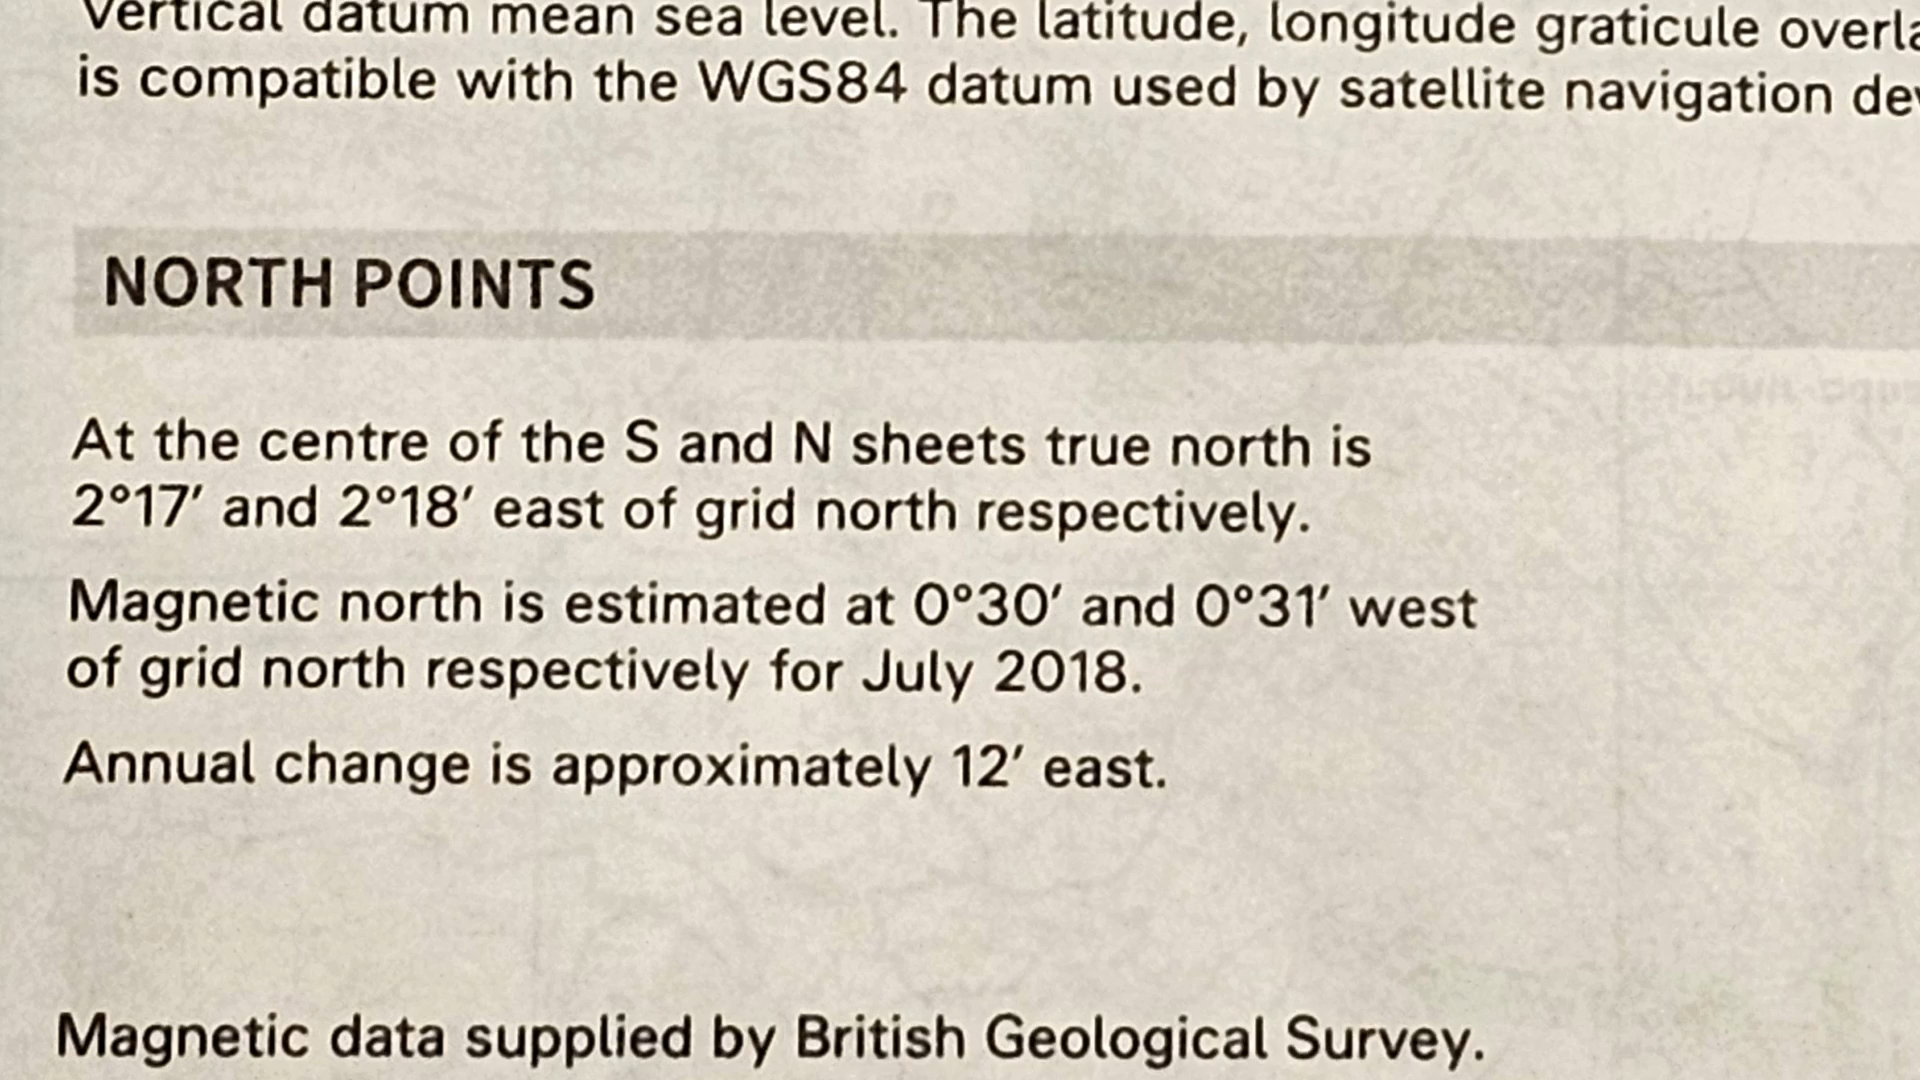 Vertical datum mean sea level. The latitude, longitude graticule
is compatible with the WGS84 datum used by satellite navigation
NORTH POINTS
At the centre of the S and N sheets true north is
2°17′ and 2°18′ east of grid north respectively.
Magnetic north is estimated at 0°30′ and 0°31′ west
of grid north respectively for July 2018.
Annual change is approximately 12′ east.
Magnetic data supplied by British Geological Survey.